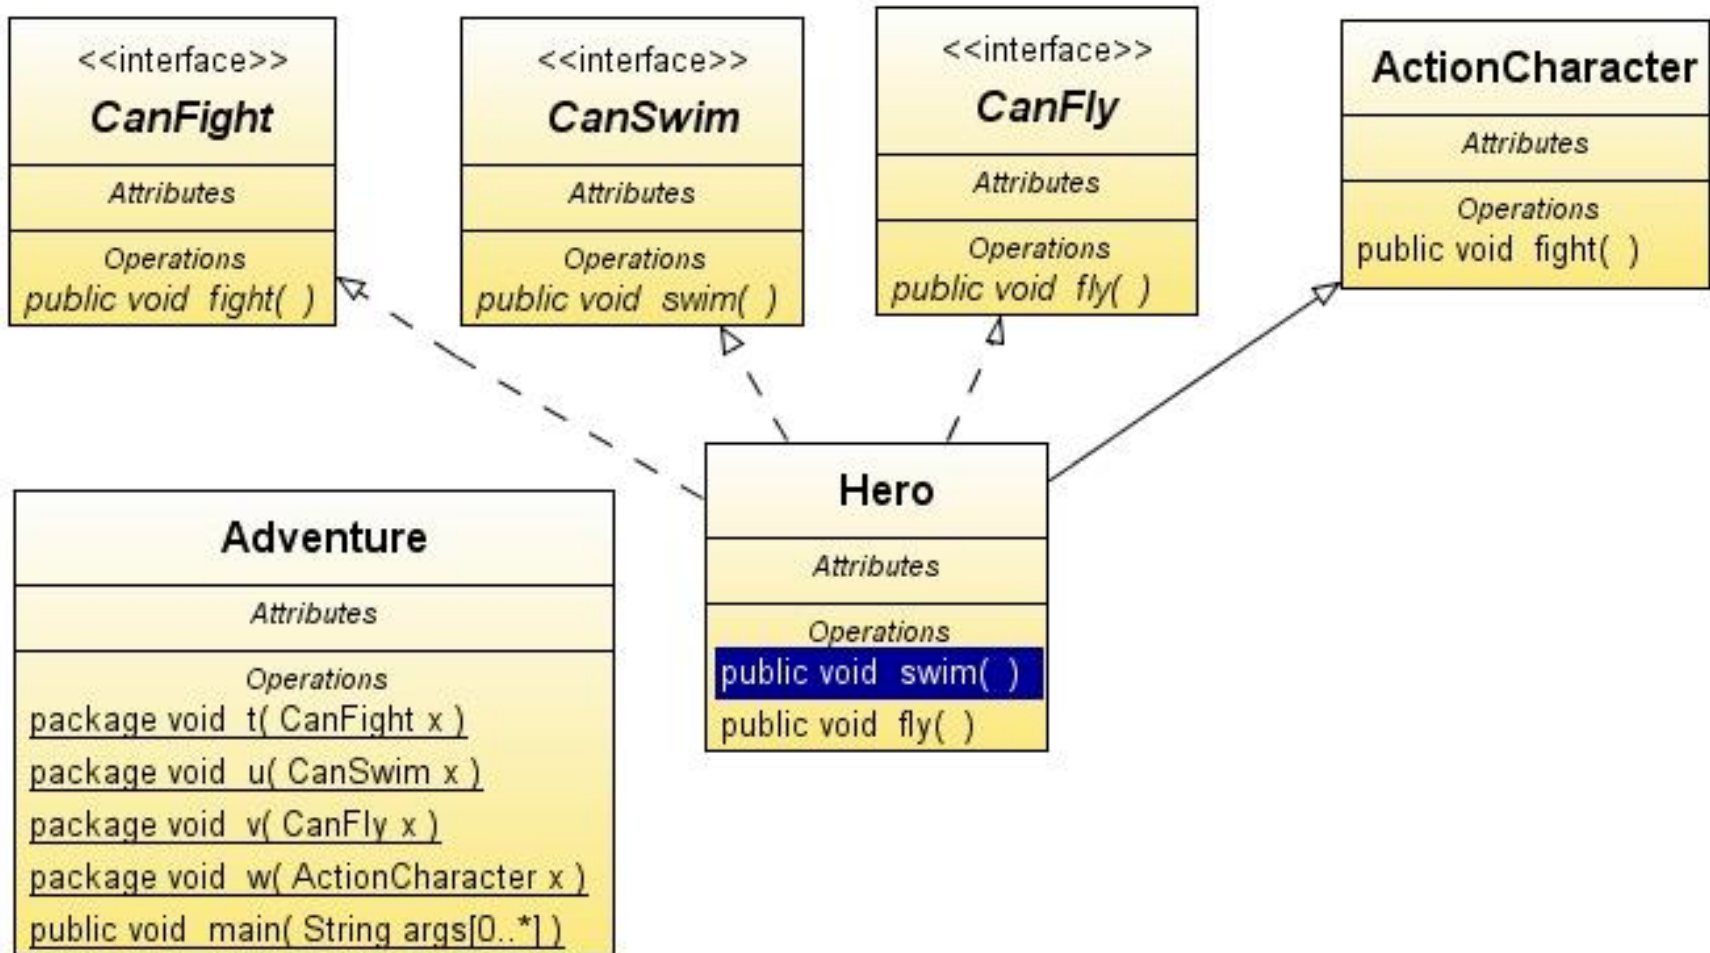 <<interface>>
CanFight
Attributes
Operations
public void fight( )
<<interface>>
CanSwim
Attributes
Operations
public void swim( )
<<interface>>
CanFly
Attributes
Operations
public void fly( )
ActionCharacter
Attributes
Operations
public void fight( )
Adventure
Attributes
Operations
package void t( CanFight x )
package void u( CanSwim x )
package void v( CanFly x )
package void w( ActionCharacter x )
public void main( String args[0..*] )
Hero
Attributes
Operations
public void swim( )
public void fly( )